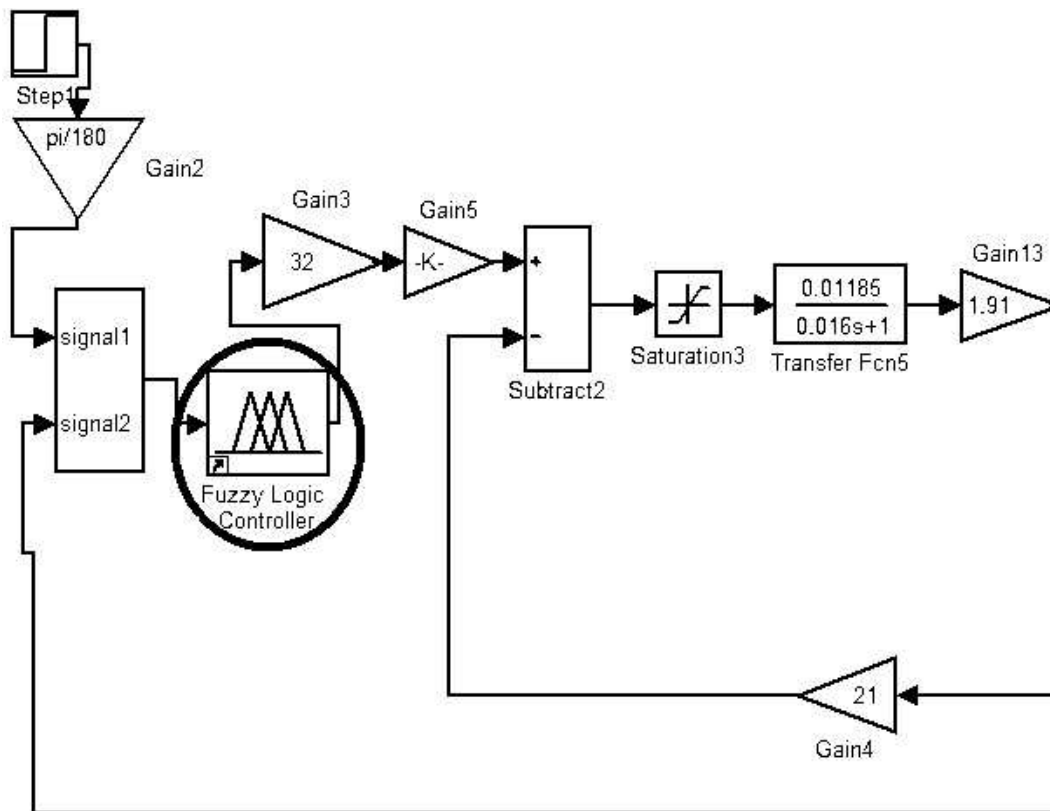 Step1
pi/180
Gain2
Gain3
Gain5
32
-K-
+
Gain13
0.01185
0.016s+1
1.91
signal1
−
Saturation3
Transfer Fcn5
Subtract2
signal2
Fuzzy Logic
Controller
21
Gain4